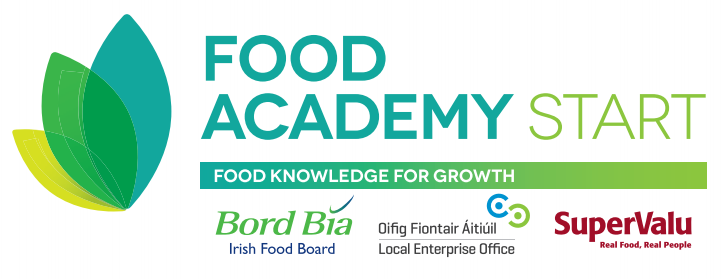 FOOD
ACADEMY START
FOOD KNOWLEDGE FOR GROWTH
Bord Bia
Irish Food Board
Oifig Fiontair Áitiúil
Local Enterprise Office
SuperValu
Real Food, Real People